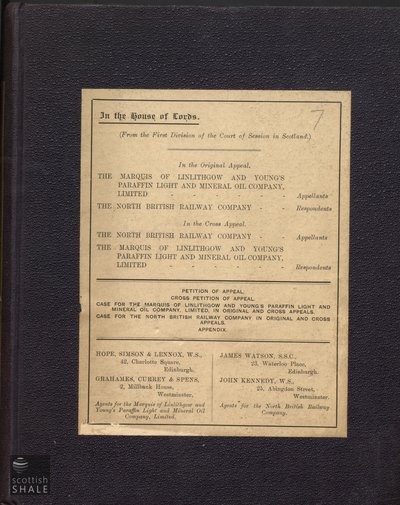 In the House of Lords.
7
(From the First Division of the Court of Session in Scotland.)
In the Original Appeal.
THE MARQUIS OF LINLITHGOW AND YOUNG'S
PARAFFIN LIGHT AND MINERAL OIL COMPANY,
LIMITED - - - - - - Appellants
THE NORTH BRITISH RAILWAY COMPANY - - Respondents
In the Cross Appeal.
THE NORTH BRITISH RAILWAY COMPANY - - Appellants
THE MARQUIS OF LINLITHGOW AND YOUNG'S
PARAFFIN LIGHT AND MINERAL OIL COMPANY,
LIMITED - - - - - - Respondents
PETITION OF APPEAL.
CROSS PETITION OF APPEAL.
CASE FOR THE MARQUIS OF LINLITHGOW AND YOUNG'S PARAFFIN LIGHT AND
MINERAL OIL COMPANY, LIMITED, IN ORIGINAL AND CROSS APPEALS.
CASE FOR THE NORTH BRITISH RAILWAY COMPANY IN ORIGINAL AND CROSS
APPEALS.
APPENDIX.
HOPE, SIMSON & LENNOX, W.S.,
42, Charlotte Square,
Edinburgh.
GRAHAMES, CURREY & SPENS,
2, Millbank House,
Westminster,
Agents for the Marquis of Linlithgow and
Young's Paraffin Light and Mineral Oil
Company, Limited.
JAMES WATSON, S.S.C.,
23, Waterloo Place,
Edinburgh.
JOHN KENNEDY, W.S.,
25, Abingdon Street,
Westminster.
Agents for the North British Railway
Company.
scottish
SHALE